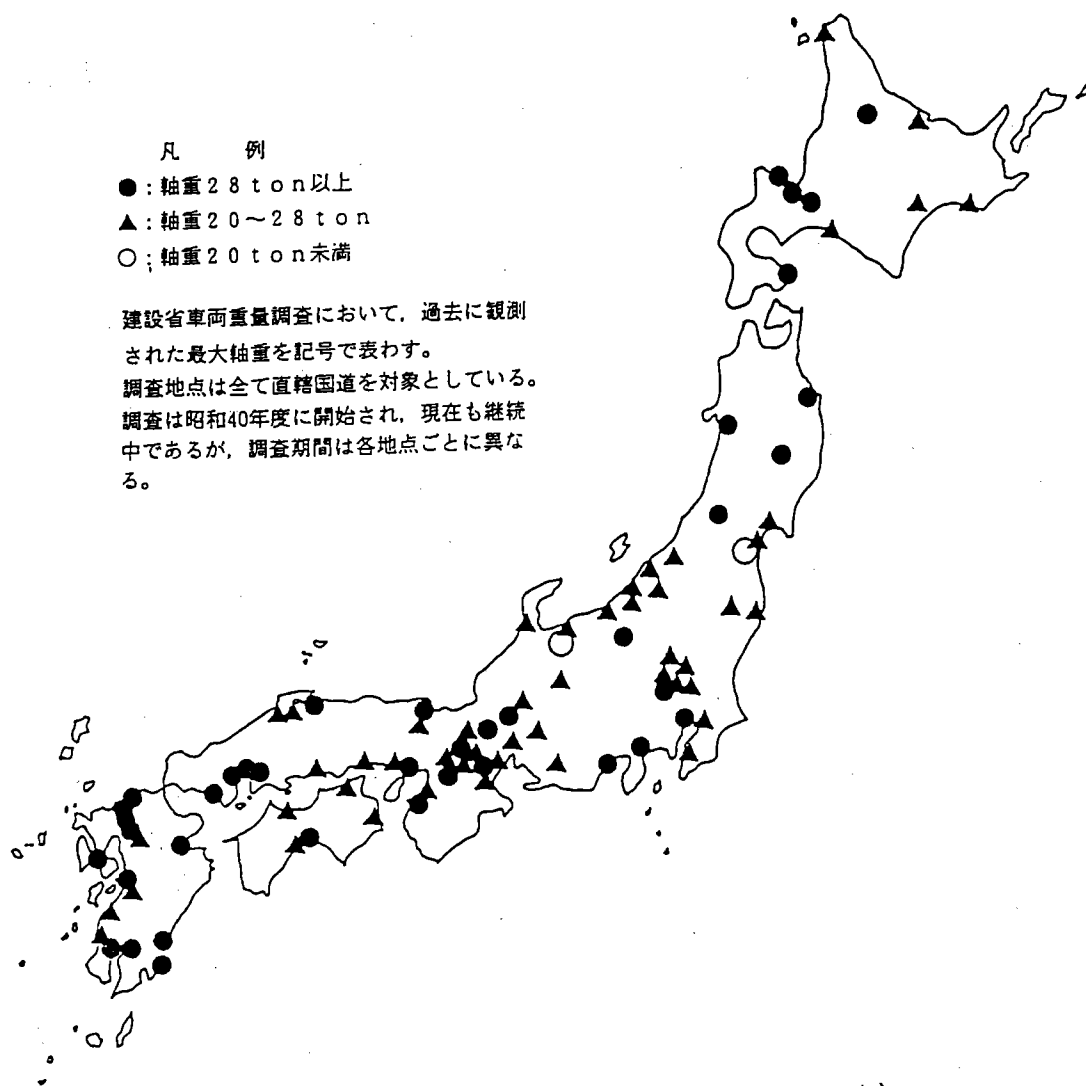 凡　　例
●：軸重２８ｔｏｎ以上
▲：軸重２０～２８ｔｏｎ
○：軸重２０ｔｏｎ未満
建設省車両重量調査において，過去に観測
された最大軸重を記号で表わす。
調査地点は全て直轄国道を対象としている。
調査は昭和40年度に開始され，現在も継続
中であるが，調査期間は各地点ごとに異な
る。